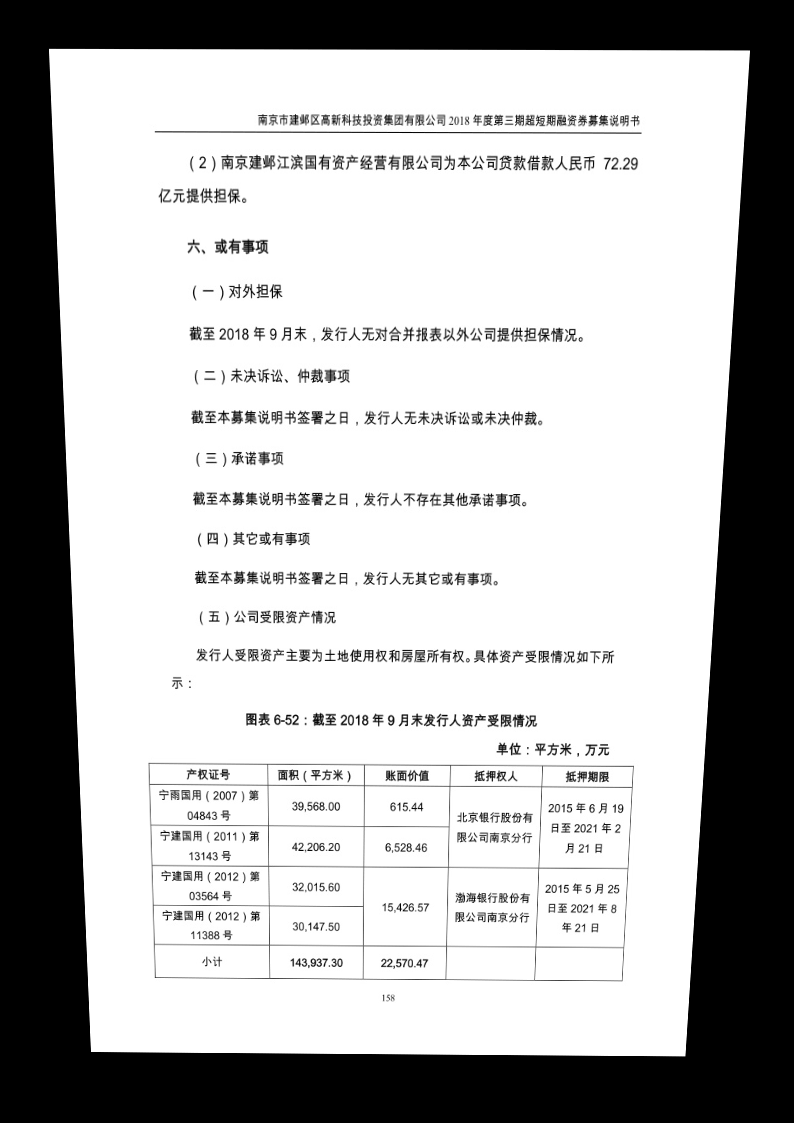 南京市建邺区高新科技投资集团有限公司 2018 年度第三期超短期融资券募集说明书
（2）南京建邺江滨国有资产经营有限公司为本公司贷款借款人民币 72.29
亿元提供担保。
六、或有事项
（一）对外担保
截至 2018 年 9 月末，发行人无对合并报表以外公司提供担保情况。
（二）未决诉讼、仲裁事项
截至本募集说明书签署之日，发行人无未决诉讼或未决仲裁。
（三）承诺事项
截至本募集说明书签署之日，发行人不存在其他承诺事项。
（四）其它或有事项
截至本募集说明书签署之日，发行人无其它或有事项。
（五）公司受限资产情况
发行人受限资产主要为土地使用权和房屋所有权。具体资产受限情况如下所
示：
图表 6-52：截至 2018 年 9 月末发行人资产受限情况
单位：平方米，万元
产权证号 面积（平方米） 账面价值 抵押权人 抵押期限
宁雨国用（2007）第
04843 号
39,568.00 615.44
北京银行股份有
限公司南京分行
2015 年 6 月 19
日至 2021 年 2
月 21 日
宁建国用（2011）第
13143 号
42,206.20 6,528.46
宁建国用（2012）第
03564 号
32,015.60
15,426.57
渤海银行股份有
限公司南京分行
2015 年 5 月 25
日至 2021 年 8
年 21 日
宁建国用（2012）第
11388 号
30,147.50
小计 143,937.30 22,570.47
158